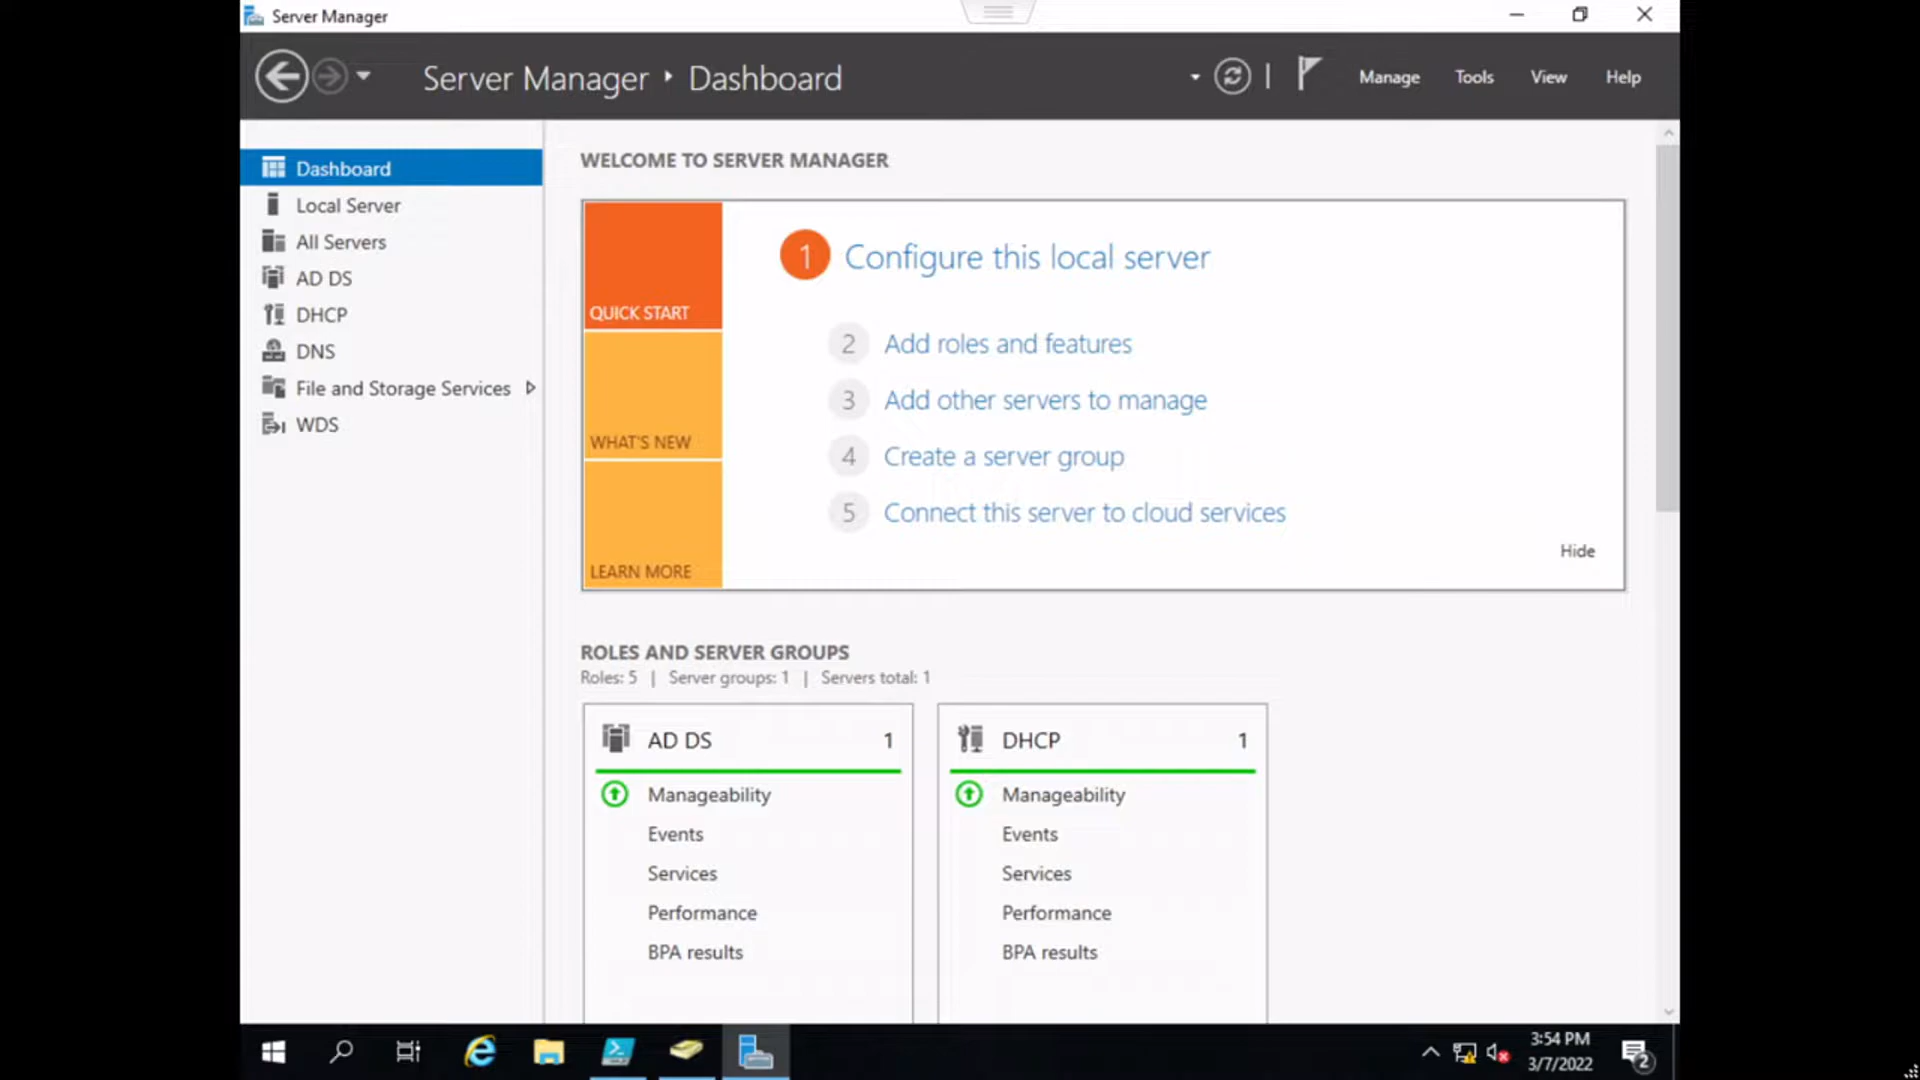 Server Manager
Server Manager ‣ Dashboard
Manage
Tools
View
Help
Dashboard
Local Server
All Servers
AD DS
DHCP
DNS
File and Storage Services
WDS
WELCOME TO SERVER MANAGER
QUICK START
WHAT'S NEW
LEARN MORE
1 Configure this local server
2 Add roles and features
3 Add other servers to manage
4 Create a server group
5 Connect this server to cloud services
Hide
ROLES AND SERVER GROUPS
Roles: 5 | Server groups: 1 | Servers total: 1
AD DS 1
Manageability
Events
Services
Performance
BPA results
DHCP 1
Manageability
Events
Services
Performance
BPA results
3:54 PM
3/7/2022
2